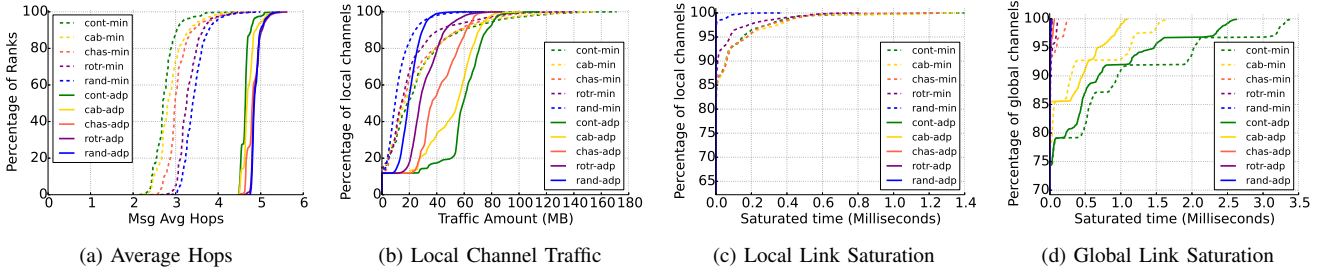 Percentage of Ranks
100
80
60
40
20
0
0 1 2 3 4 5 6
Msg Avg Hops
cont-min
cab-min
chas-min
rotr-min
rand-min
cont-adp
cab-adp
chas-adp
rotr-adp
rand-adp
(a) Average Hops
Percentage of local channels
100
80
60
40
20
0
0 20 40 60 80 100 120 140 160 180
Traffic Amount (MB)
cont-min
cab-min
chas-min
rotr-min
rand-min
cont-adp
cab-adp
chas-adp
rotr-adp
rand-adp
(b) Local Channel Traffic
Percentage of local channels
100
95
90
85
80
75
70
65
0.0 0.2 0.4 0.6 0.8 1.0 1.2 1.4
Saturated time (Milliseconds)
cont-min
cab-min
chas-min
rotr-min
rand-min
cont-adp
cab-adp
chas-adp
rotr-adp
rand-adp
(c) Local Link Saturation
Percentage of global channels
100
95
90
85
80
75
70
0.0 0.5 1.0 1.5 2.0 2.5 3.0 3.5
Saturated time (Milliseconds)
cont-min
cab-min
chas-min
rotr-min
rand-min
cont-adp
cab-adp
chas-adp
rotr-adp
rand-adp
(d) Global Link Saturation